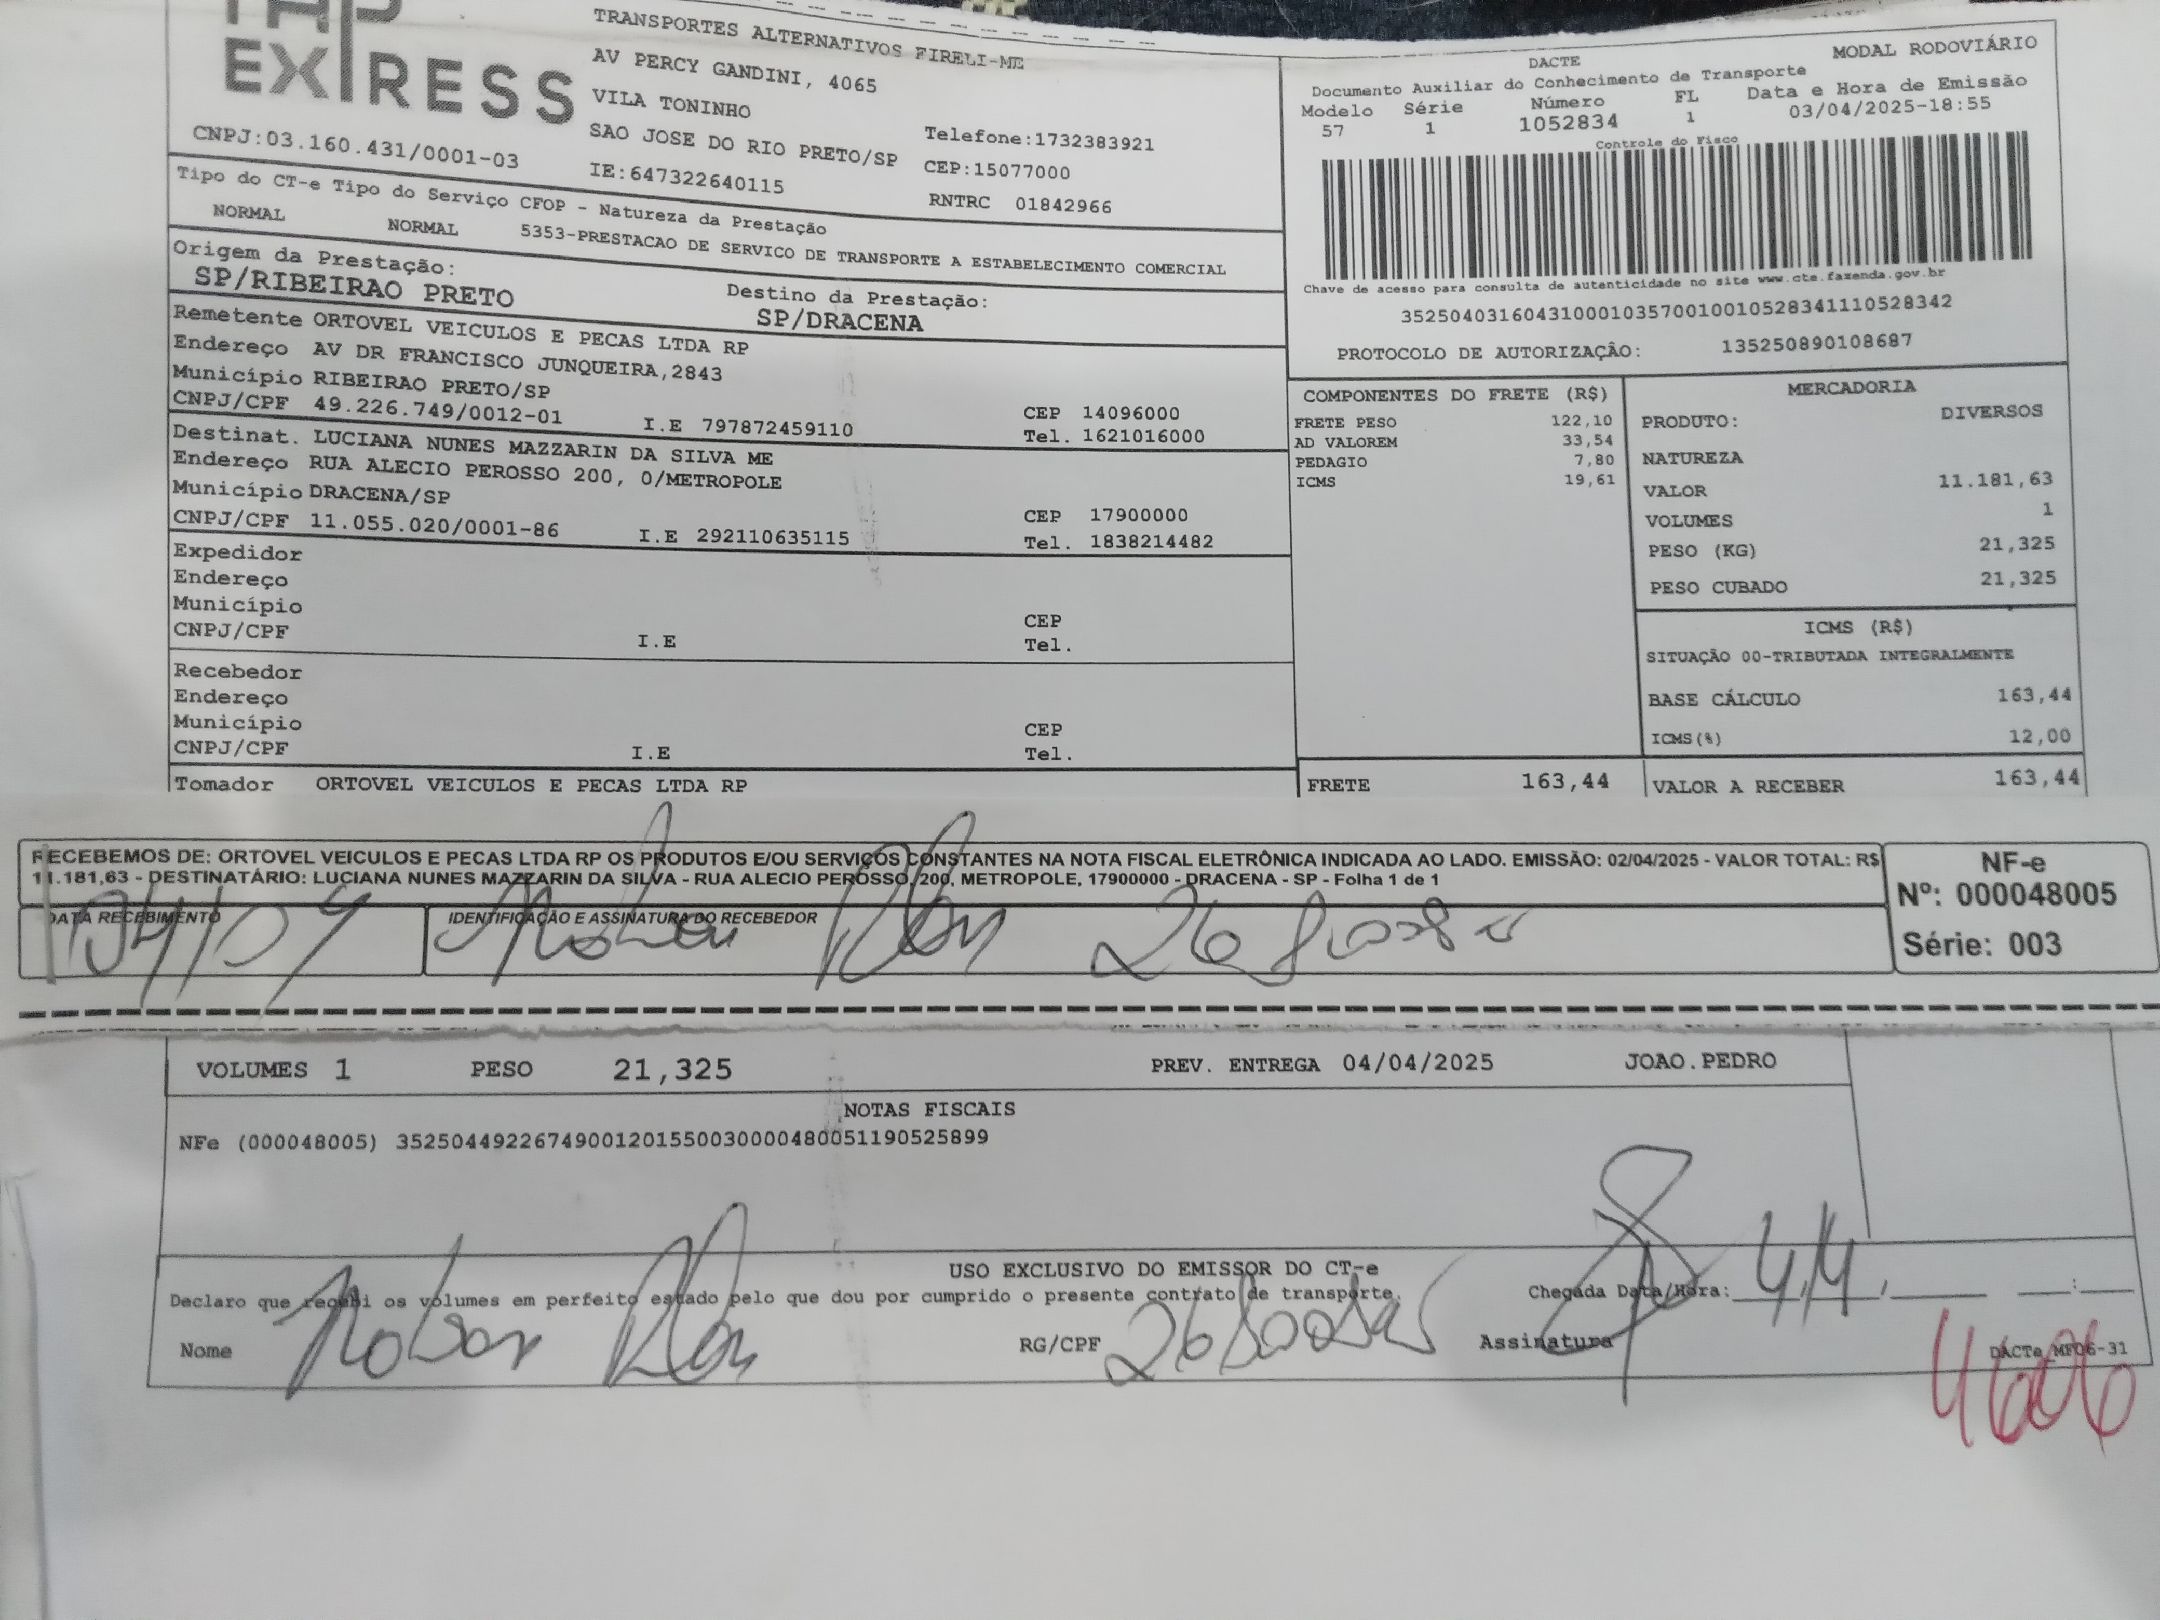 EXPRESS
TRANSPORTES ALTERNATIVOS FIRELI-ME
AV PERCY GANDINI, 4065
VILA TONINHO
SAO JOSE DO RIO PRETO/SP
Telefone:1732383921
CNPJ:03.160.431/0001-03
IE:647322640115
CEP:15077000
RNTRC 01842966
Tipo do CT-e Tipo do Serviço CFOP - Natureza da Prestação
NORMAL NORMAL 5353-PRESTACAO DE SERVICO DE TRANSPORTE A ESTABELECIMENTO COMERCIAL
Origem da Prestação:
SP/RIBEIRAO PRETO
Destino da Prestação:
SP/DRACENA
DACTE
MODAL RODOVIÁRIO
Documento Auxiliar do Conhecimento de Transporte
Modelo Série Número FL Data e Hora de Emissão
57 1 1052834 1 03/04/2025-18:55
Controle do Fisco
Chave de acesso para consulta de autenticidade no site www.cte.fazenda.gov.br
35250403160431000103570010010528341110528342
PROTOCOLO DE AUTORIZAÇÃO: 135250890108687
Remetente ORTOVEL VEICULOS E PECAS LTDA RP
Endereço AV DR FRANCISCO JUNQUEIRA,2843
Município RIBEIRAO PRETO/SP
CEP 14096000
CNPJ/CPF 49.226.749/0012-01 I.E 797872459110 Tel. 1621016000
Destinat. LUCIANA NUNES MAZZARIN DA SILVA ME
Endereço RUA ALECIO PEROSSO 200, 0/METROPOLE
Município DRACENA/SP
CEP 17900000
CNPJ/CPF 11.055.020/0001-86 I.E 292110635115 Tel. 1838214482
Expedidor
Endereço
Município
CEP
CNPJ/CPF I.E Tel.
Recebedor
Endereço
Município
CEP
CNPJ/CPF I.E Tel.
Tomador ORTOVEL VEICULOS E PECAS LTDA RP
COMPONENTES DO FRETE (R$)
FRETE PESO 122,10
AD VALOREM 33,54
PEDAGIO 7,80
ICMS 19,61
FRETE 163,44
MERCADORIA
PRODUTO: DIVERSOS
NATUREZA
VALOR 11.181,63
VOLUMES 1
PESO (KG) 21,325
PESO CUBADO 21,325
ICMS (R$)
SITUAÇÃO 00-TRIBUTADA INTEGRALMENTE
BASE CÁLCULO 163,44
ICMS(%) 12,00
VALOR A RECEBER 163,44
RECEBEMOS DE: ORTOVEL VEICULOS E PECAS LTDA RP OS PRODUTOS E/OU SERVIÇOS CONSTANTES NA NOTA FISCAL ELETRÔNICA INDICADA AO LADO. EMISSÃO: 02/04/2025 - VALOR TOTAL: R$
11.181,63 - DESTINATÁRIO: LUCIANA NUNES MAZZARIN DA SILVA - RUA ALECIO PEROSSO, 200, METROPOLE, 17900000 - DRACENA - SP - Folha 1 de 1
DATA RECEBIMENTO
IDENTIFICAÇÃO E ASSINATURA DO RECEBEDOR
NF-e
Nº: 000048005
Série: 003
VOLUMES 1 PESO 21,325 PREV. ENTREGA 04/04/2025 JOAO.PEDRO
NOTAS FISCAIS
NFe (000048005) 35250449226749001201550030000480051190525899
USO EXCLUSIVO DO EMISSOR DO CT-e
Declaro que recebi os volumes em perfeito estado pelo que dou por cumprido o presente contrato de transporte.
Chegada Data/Hora:
Nome RG/CPF Assinatura
DACTe MF06-31